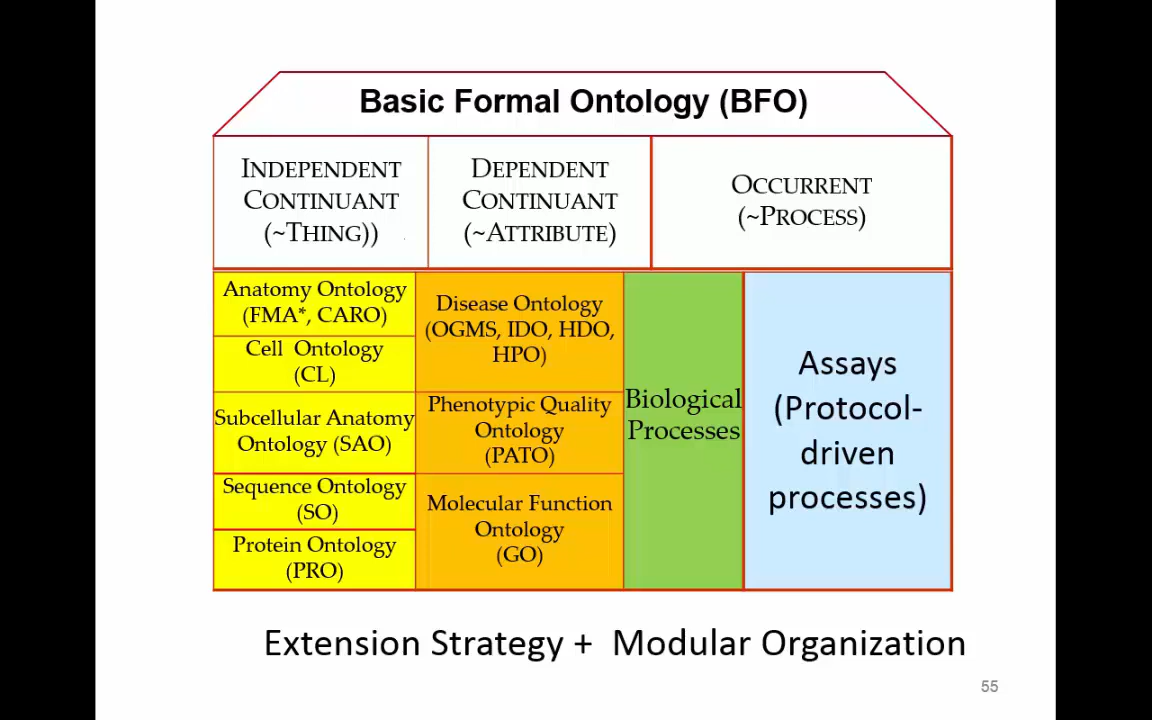 Basic Formal Ontology (BFO)
INDEPENDENT
CONTINUANT
(~THING))
DEPENDENT
CONTINUANT
(~ATTRIBUTE)
OCCURRENT
(~PROCESS)
Anatomy Ontology
(FMA*, CARO)
Cell Ontology
(CL)
Subcellular Anatomy
Ontology (SAO)
Sequence Ontology
(SO)
Protein Ontology
(PRO)
Disease Ontology
(OGMS, IDO, HDO,
HPO)
Phenotypic Quality
Ontology
(PATO)
Molecular Function
Ontology
(GO)
Biological
Processes
Assays
(Protocol-
driven
processes)
Extension Strategy + Modular Organization
55